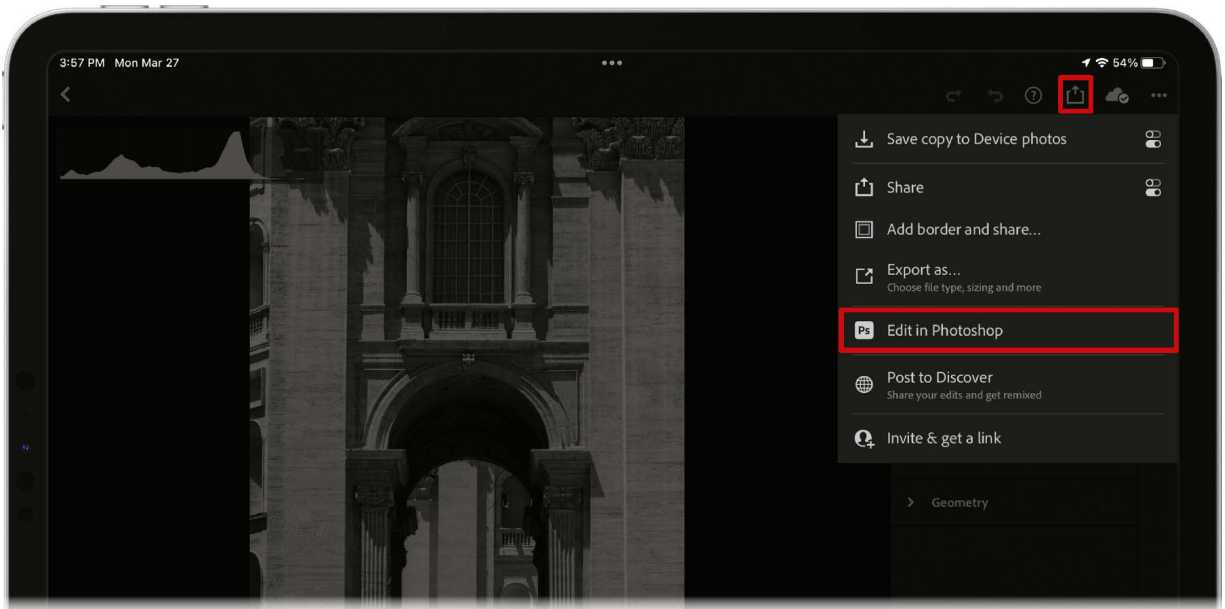 3:57 PM Mon Mar 27
54%
Save copy to Device photos
Share
Add border and share...
Export as...
Choose file type, sizing and more
Ps Edit in Photoshop
Post to Discover
Share your edits and get remixed
Invite & get a link
Geometry